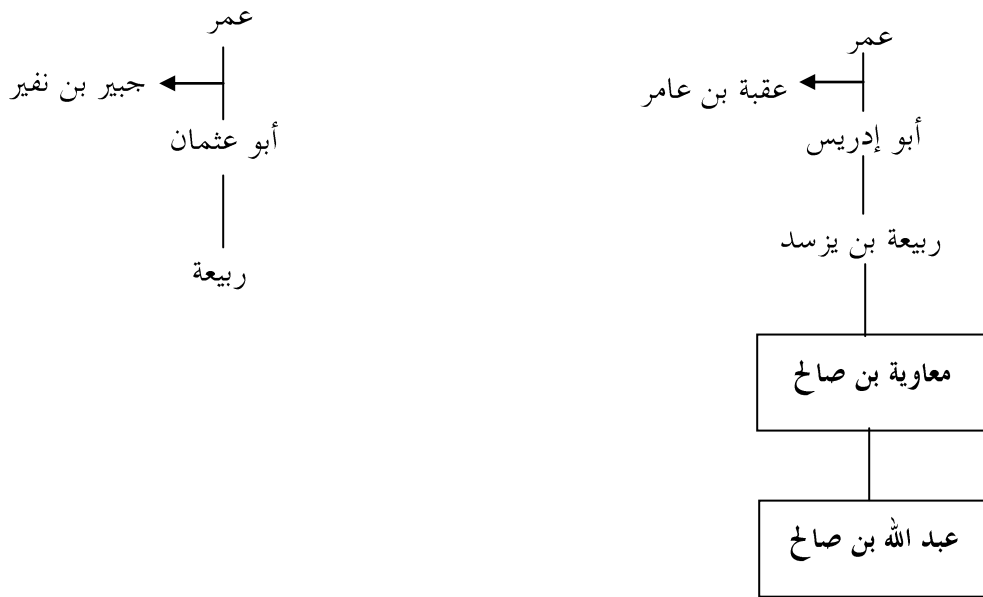 عمر
عقبة بن عامر
أبو إدريس
ربيعة بن يزسد
معاوية بن صالح
عبد الله بن صالح
عمر
جبير بن نفير
أبو عثمان
ربيعة